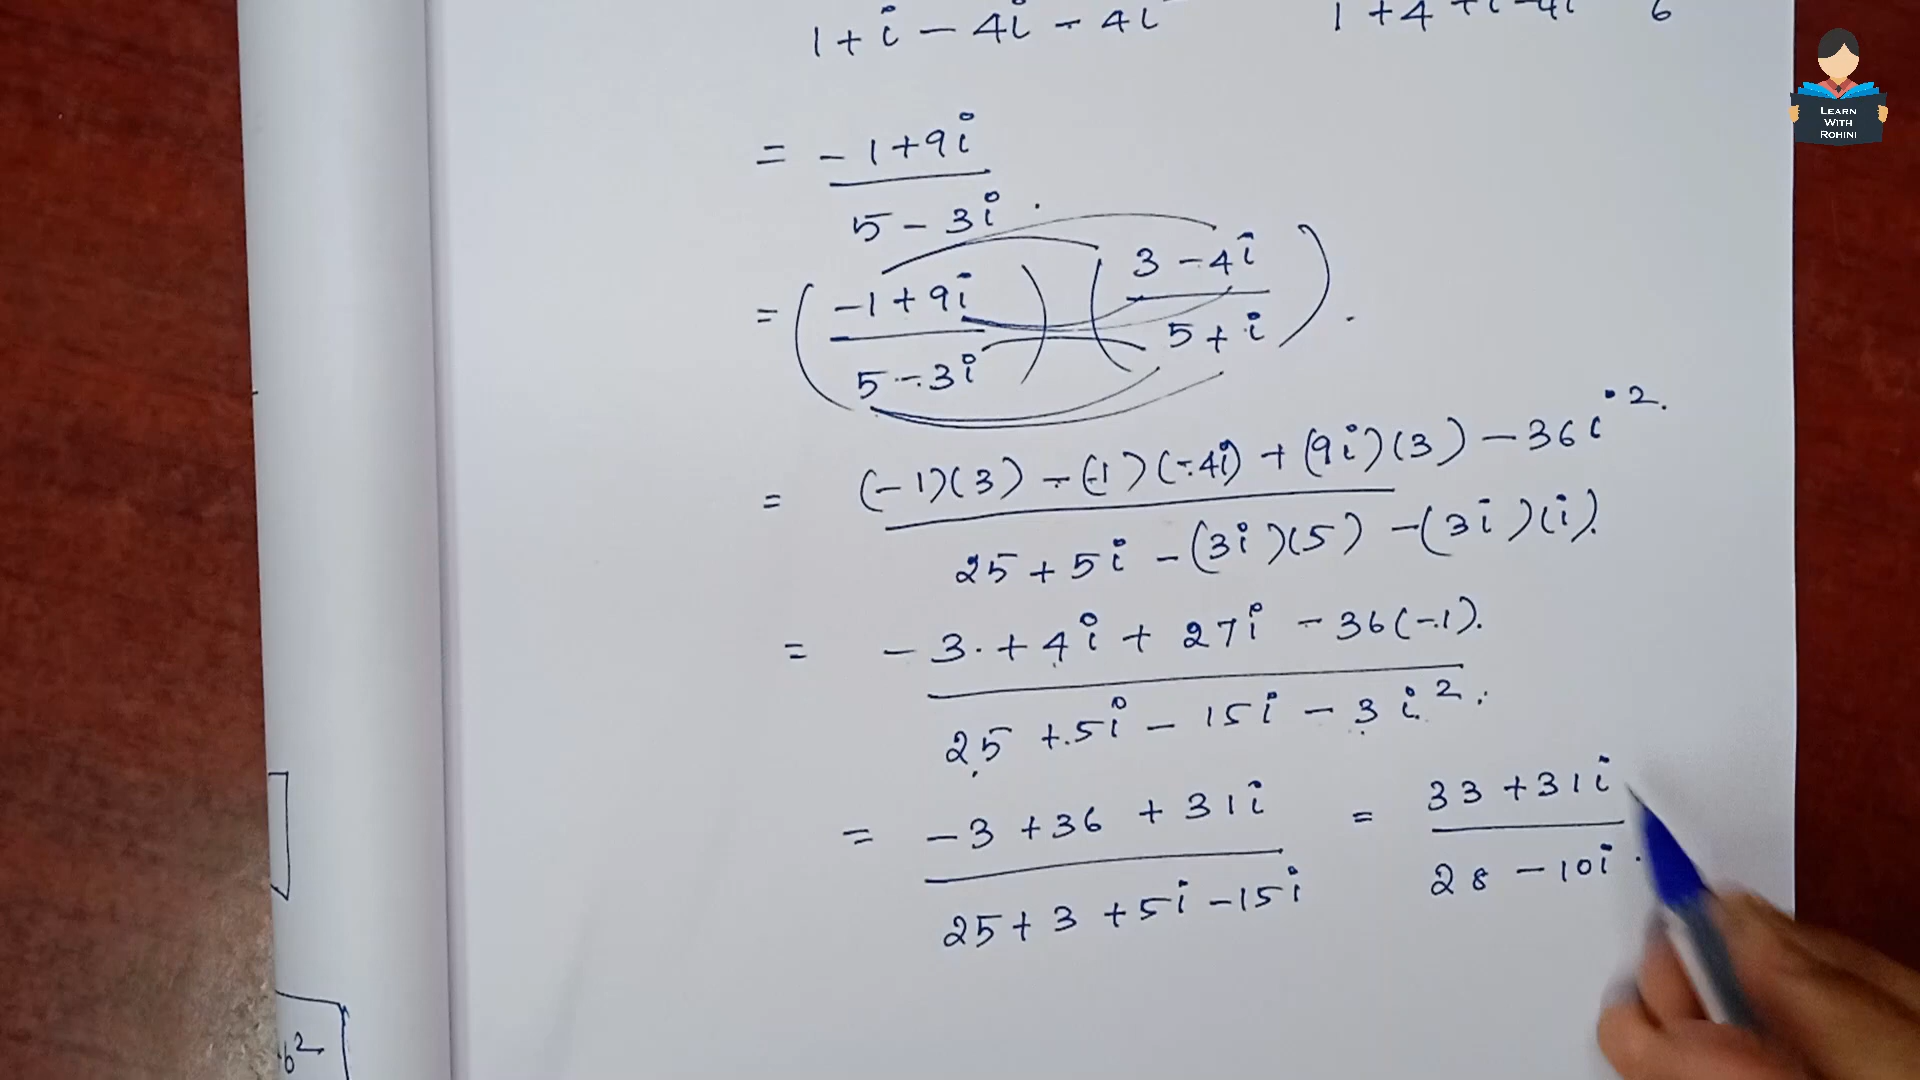 1 + i - 4i - 4i
1 + 4 + i - 4i 6
= -1+9i / 5 - 3i .
= (-1+9i / 5 - 3i) (3 - 4i / 5 + i) .
= (-1)(3) - (-1)(-4i) + (9i)(3) - 36i². / 25 + 5i - (3i)(5) - (3i)(i).
= -3 + 4i + 27i - 36(-1). / 25 + 5i - 15i - 3i² .
= -3 + 36 + 31i / 25 + 3 + 5i - 15i = 33 + 31i / 28 - 10i .
b²
LEARN
WITH
ROHINI